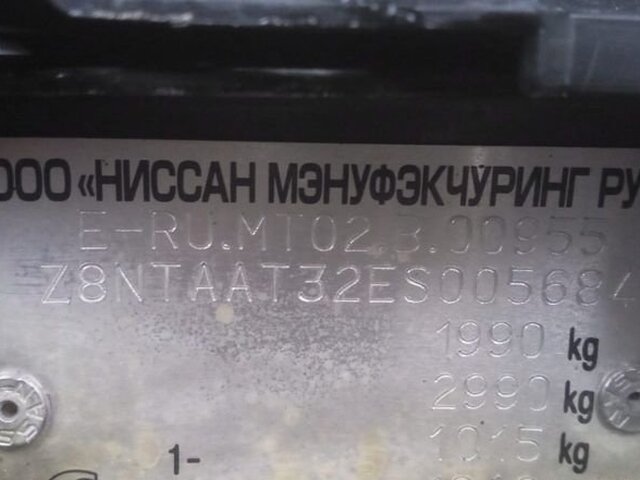 ООО «НИССАН МЭНУФЭКЧУРИНГ РУ
E-RU.MT02.B.00955
Z8NTAAT32ES005684
1990 kg
2990 kg
1015 kg
1-